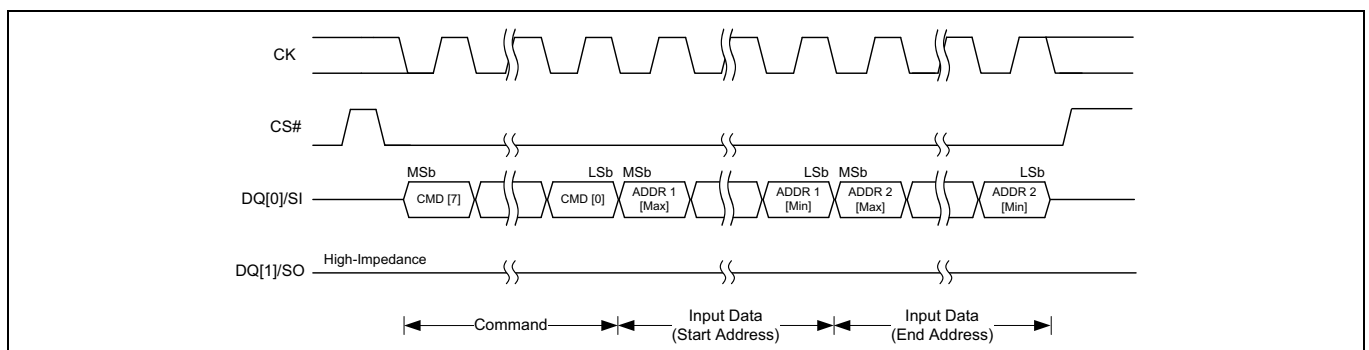 CK
CS#
MSb LSb MSb LSb MSb LSb
DQ[0]/SI CMD [7] CMD [0] ADDR 1 [Max] ADDR 1 [Min] ADDR 2 [Max] ADDR 2 [Min]
High-Impedance
DQ[1]/SO
Command Input Data (Start Address) Input Data (End Address)